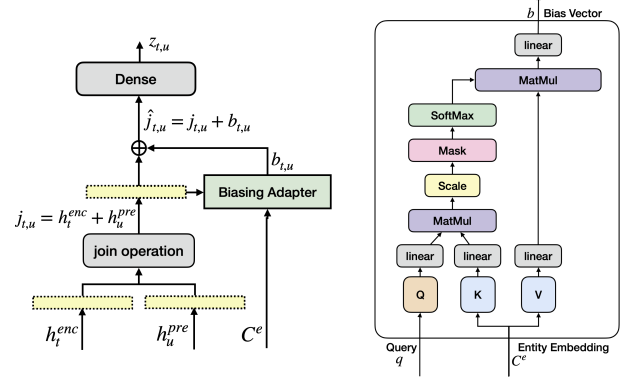 z_{t,u}
Dense
\hat{j}_{t,u} = j_{t,u} + b_{t,u}
b_{t,u}
Biasing Adapter
j_{t,u} = h_t^{enc} + h_u^{pre}
join operation
h_t^{enc}
h_u^{pre}
C^e
b Bias Vector
linear
MatMul
SoftMax
Mask
Scale
MatMul
linear linear linear
Q K V
Query Entity Embedding
q C^e